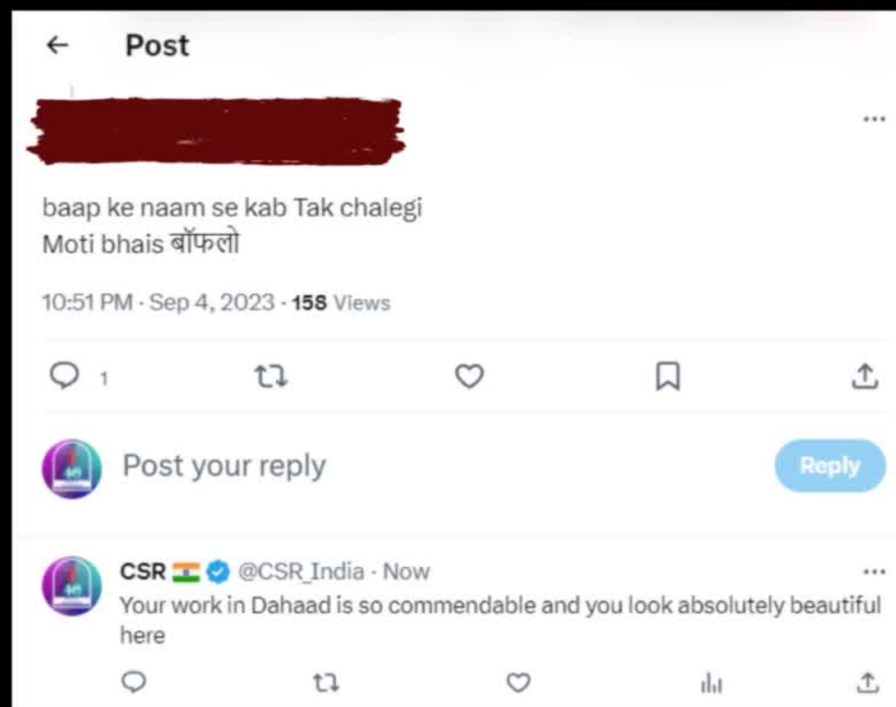 Post
baap ke naam se kab Tak chalegi
Moti bhais बॉफलो
10:51 PM · Sep 4, 2023 · 158 Views
1
Post your reply
Reply
CSR @CSR_India · Now
Your work in Dahaad is so commendable and you look absolutely beautiful
here